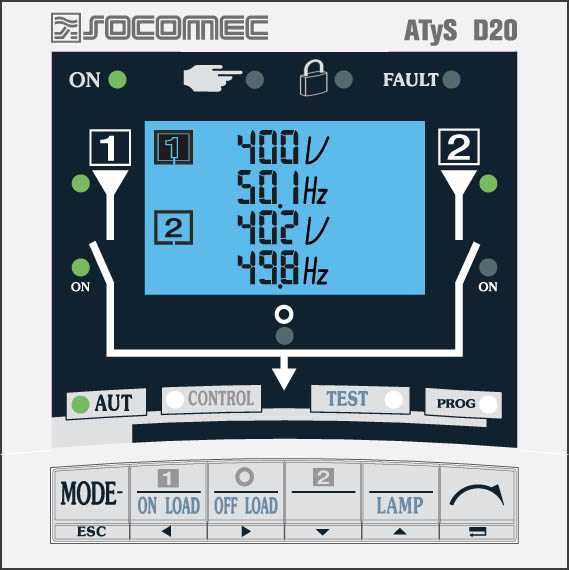 SOCOMEC ATyS D20
ON FAULT
1 2
1 400V
50.1Hz
2 402V
49.8Hz
ON ON
AUT CONTROL TEST PROG
MODE- 1 O 2
ON LOAD OFF LOAD LAMP
ESC